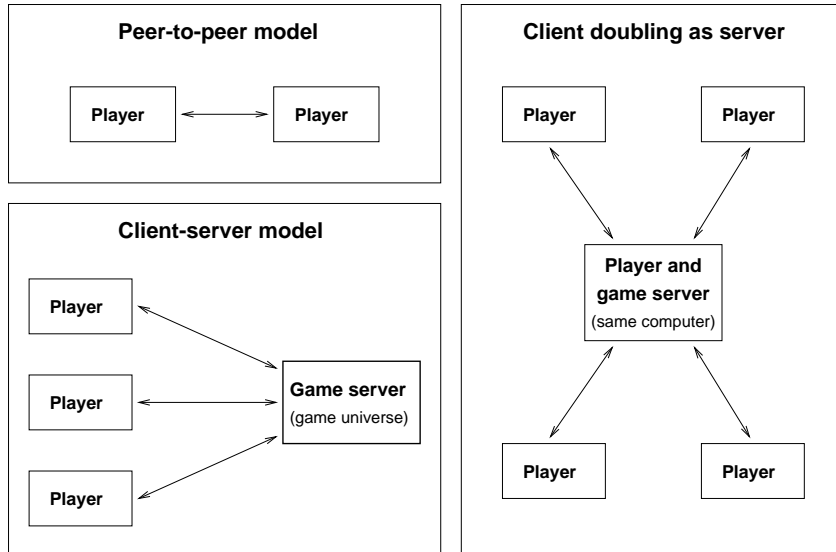 Peer-to-peer model
Player
Player
Client-server model
Player
Player
Player
Game server
(game universe)
Client doubling as server
Player
Player
Player and
game server
(same computer)
Player
Player